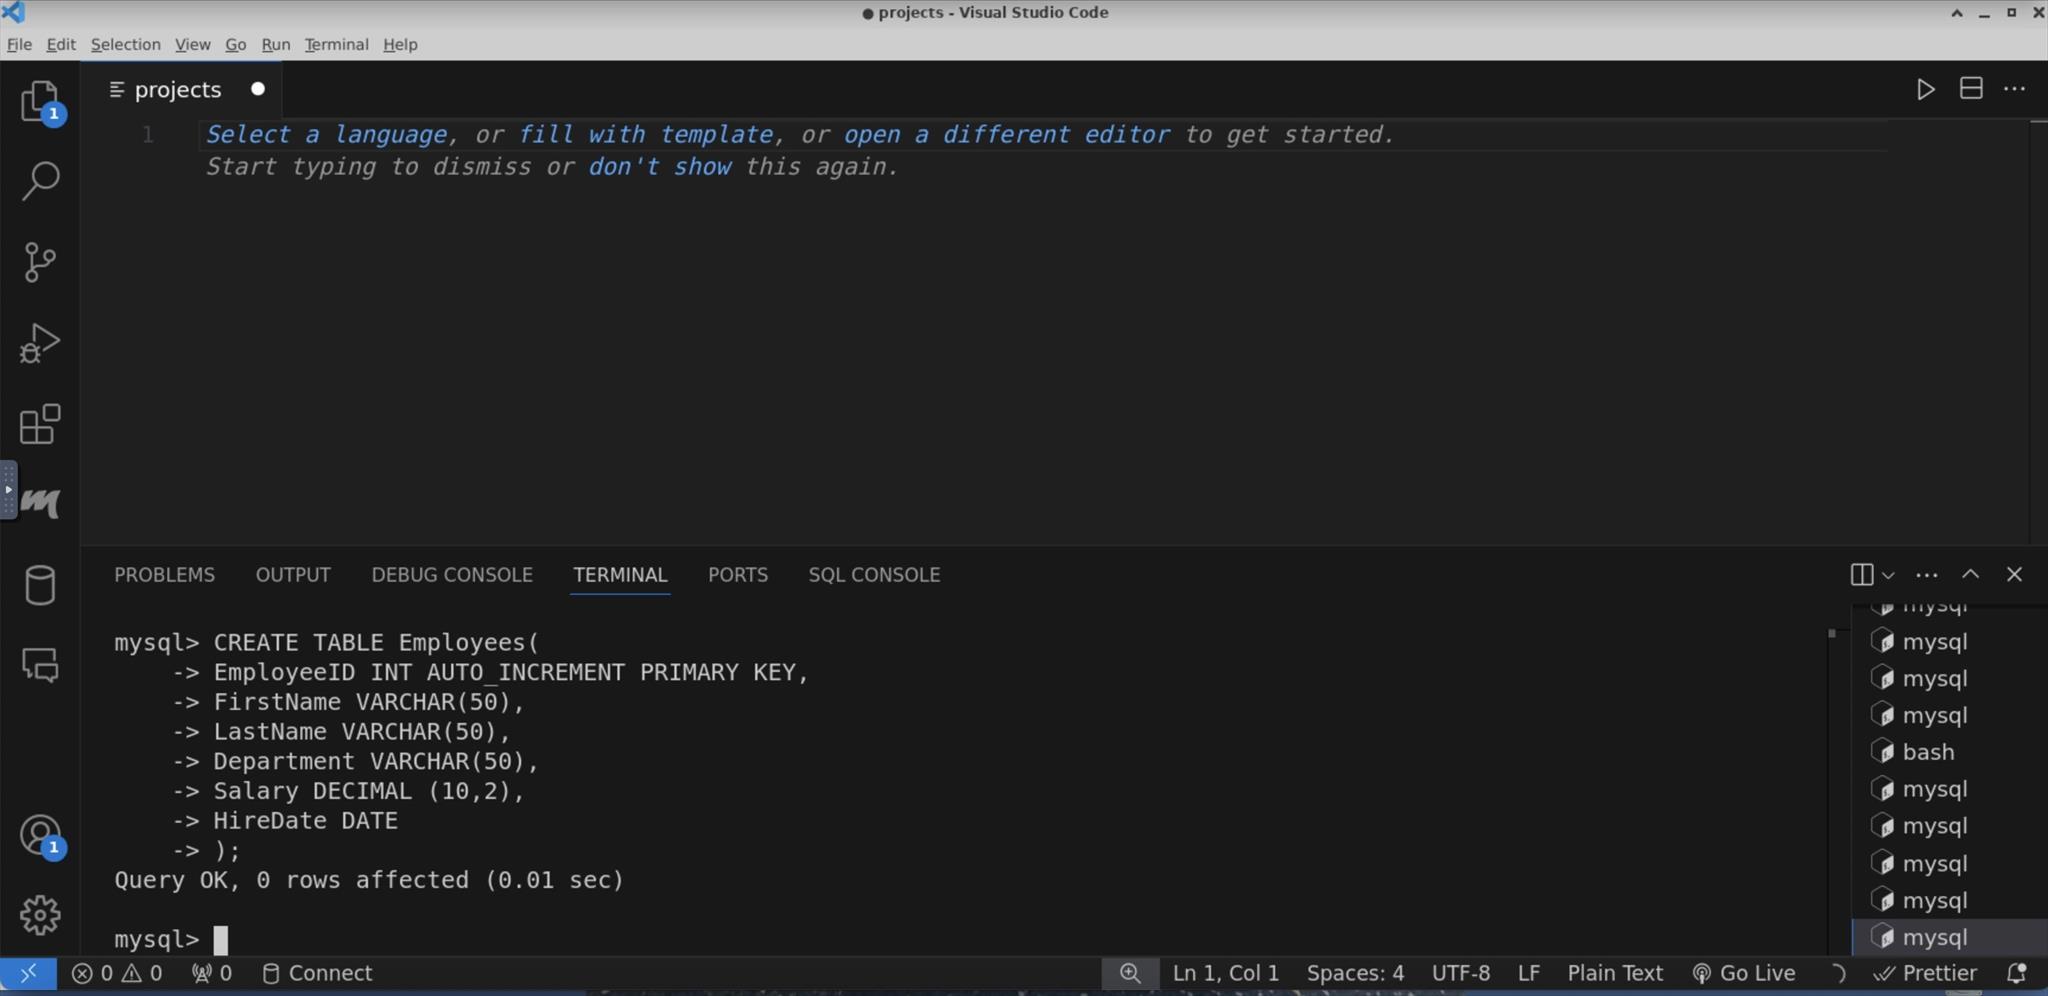 projects - Visual Studio Code
File Edit Selection View Go Run Terminal Help
1
projects
1 Select a language, or fill with template, or open a different editor to get started.
Start typing to dismiss or don't show this again.
PROBLEMS OUTPUT DEBUG CONSOLE TERMINAL PORTS SQL CONSOLE
mysql> CREATE TABLE Employees(
-> EmployeeID INT AUTO_INCREMENT PRIMARY KEY,
-> FirstName VARCHAR(50),
-> LastName VARCHAR(50),
-> Department VARCHAR(50),
-> Salary DECIMAL (10,2),
-> HireDate DATE
-> );
Query OK, 0 rows affected (0.01 sec)
mysql>
mysql
mysql
mysql
mysql
bash
mysql
mysql
mysql
mysql
mysql
1
0 0 0 Connect Ln 1, Col 1 Spaces: 4 UTF-8 LF Plain Text Go Live Prettier